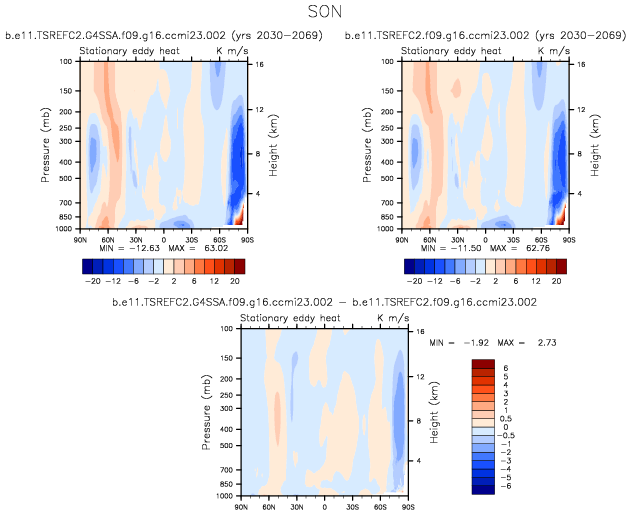 SON
b.e11.TSREFC2.G4SSA.f09.g16.ccmi23.002 (yrs 2030-2069)
b.e11.TSREFC2.f09.g16.ccmi23.002 (yrs 2030-2069)
Stationary eddy heat K m/s
Stationary eddy heat K m/s
Pressure (mb)
100
150
200
250
300
400
500
700
850
1000
16
12
8
4
Height (km)
90N 60N 30N 0 30S 60S 90S
MIN = -12.63 MAX = 63.02
-20 -12 -6 -2 0 2 6 12 20
Pressure (mb)
100
150
200
250
300
400
500
700
850
1000
16
12
8
4
Height (km)
90N 60N 30N 0 30S 60S 90S
MIN = -11.50 MAX = 62.76
-20 -12 -6 -2 0 2 6 12 20
b.e11.TSREFC2.G4SSA.f09.g16.ccmi23.002 - b.e11.TSREFC2.f09.g16.ccmi23.002
Stationary eddy heat K m/s
Pressure (mb)
100
150
200
250
300
400
500
700
850
1000
16
12
8
4
Height (km)
90N 60N 30N 0 30S 60S 90S
MIN = -1.92 MAX = 2.73
6
5
4
3
2
1
0.5
0
-0.5
-1
-2
-3
-4
-5
-6